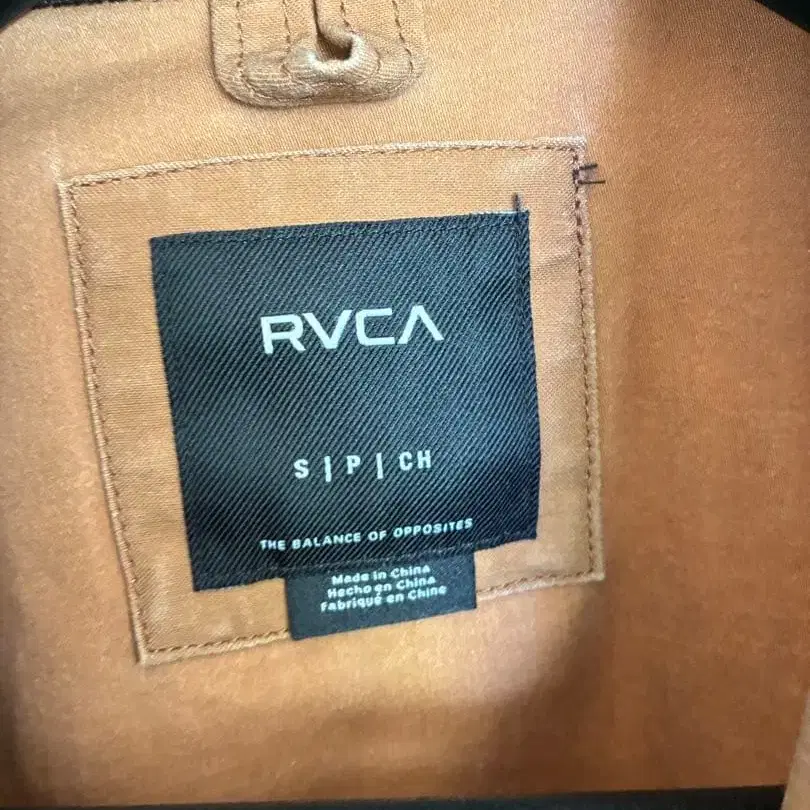 RVCA
S | P | CH
THE BALANCE OF OPPOSITES
Made in China
Hecho en China
Fabriqué en Chine